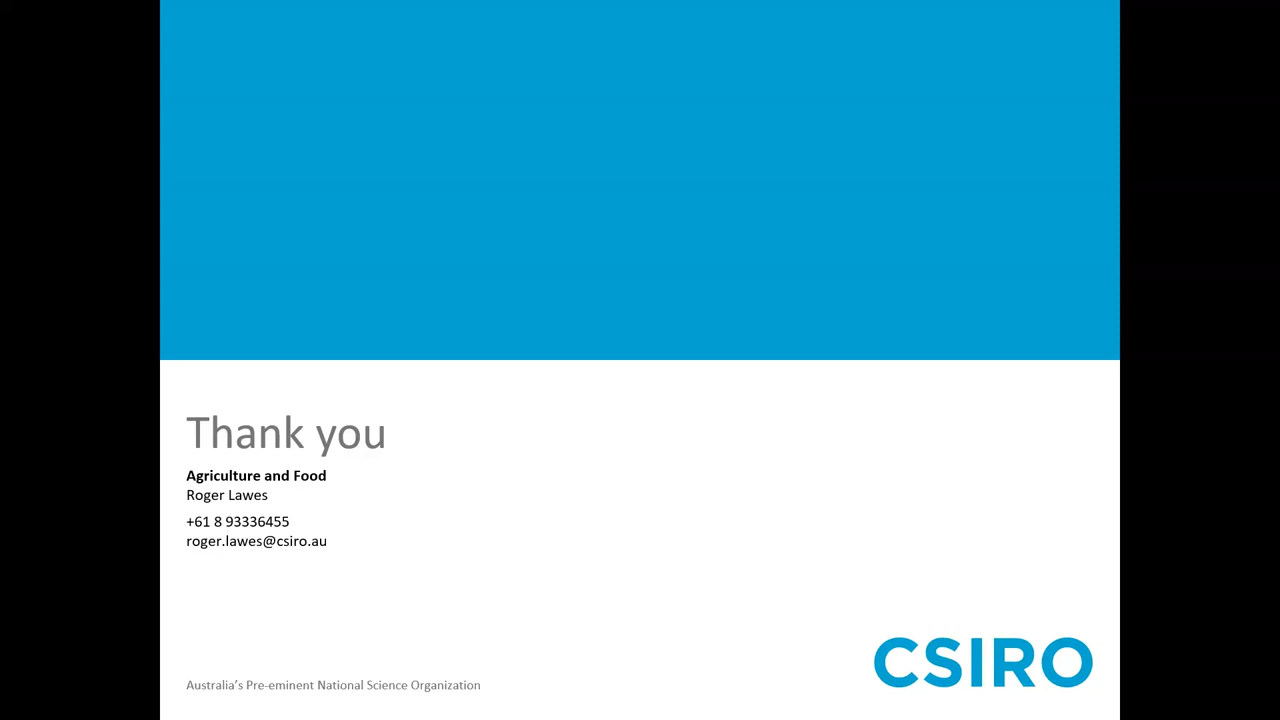 Thank you
Agriculture and Food
Roger Lawes
+61 8 93336455
roger.lawes@csiro.au
CSIRO
Australia’s Pre-eminent National Science Organization